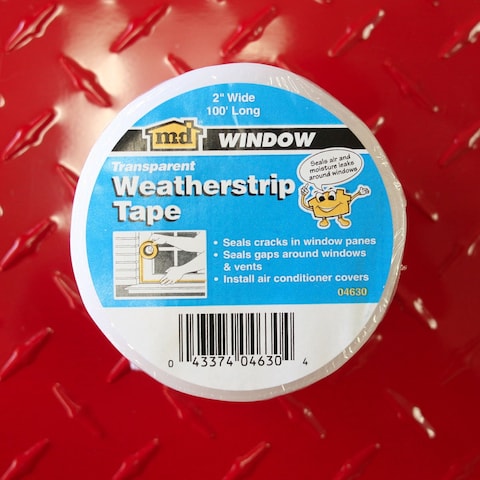 2" Wide
100' Long
md WINDOW
Transparent
Weatherstrip
Tape
Seals air and
moisture leaks
around windows
• Seals cracks in window panes
• Seals gaps around windows
& vents
• Install air conditioner covers
04630
0 43374 04630 4